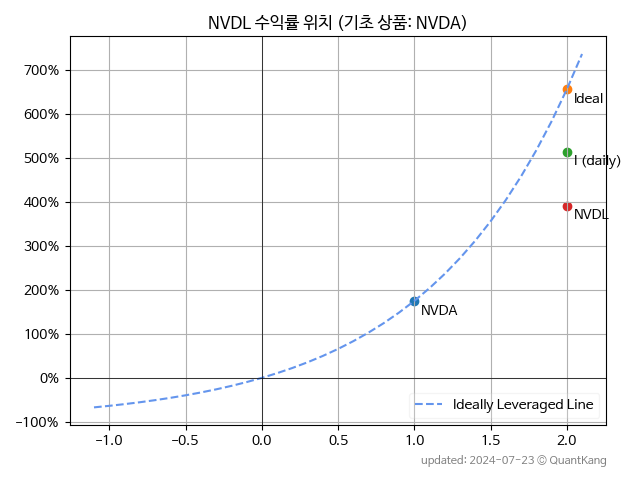 NVDL 수익률 위치 (기초 상품: NVDA)
700%
600%
500%
400%
300%
200%
100%
0%
−100%
Ideal
I (daily)
NVDL
NVDA
Ideally Leveraged Line
−1.0 −0.5 0.0 0.5 1.0 1.5 2.0
updated: 2024-07-23 © QuantKang